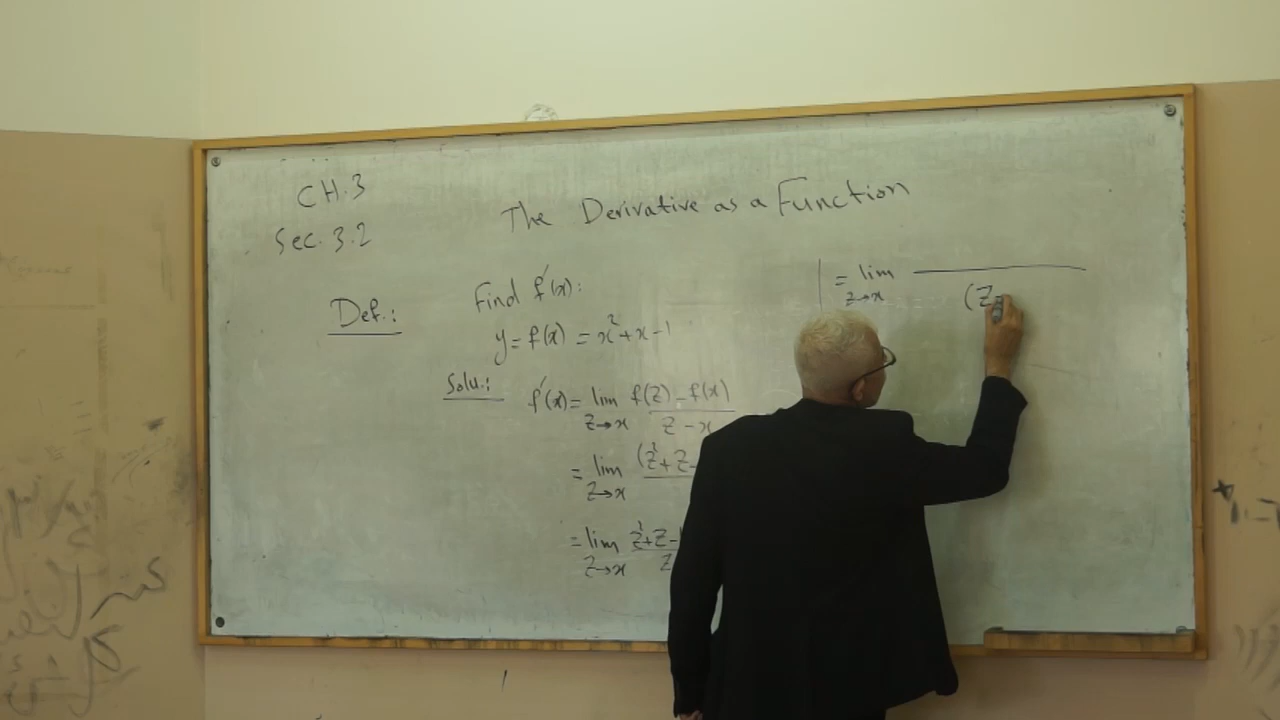 CH.3
Sec. 3.2
The Derivative as a Function
Def.:
Find f'(x):
y = f(x) = x² + x - 1
Solu.:
f'(x) = lim z→x f(z) - f(x) / z - x
= lim z→x (z² + z -
= lim z→x z² + z - 1 / z
= lim z→x / (z -